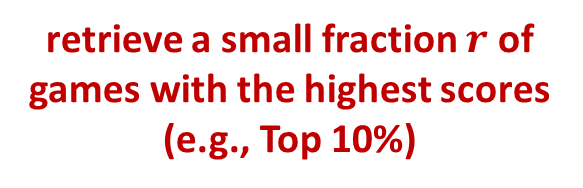 retrieve a small fraction r of
games with the highest scores
(e.g., Top 10%)